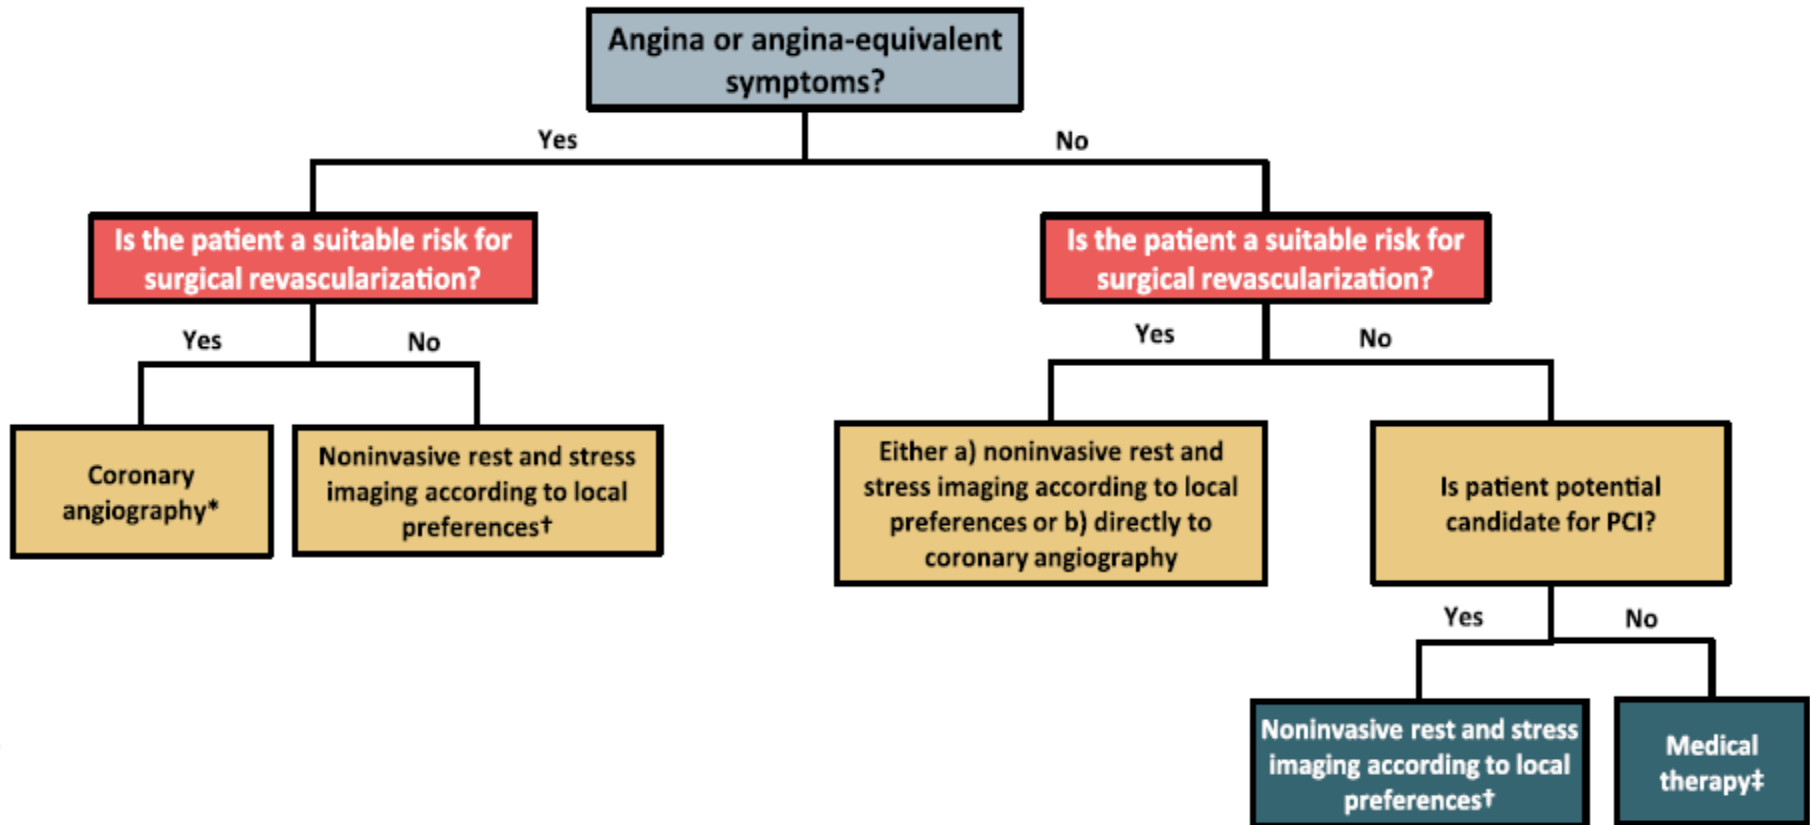 Angina or angina-equivalent
symptoms?
Yes
No
Is the patient a suitable risk for
surgical revascularization?
Is the patient a suitable risk for
surgical revascularization?
Yes
No
Yes
No
Coronary
angiography*
Noninvasive rest and stress
imaging according to local
preferences†
Either a) noninvasive rest and
stress imaging according to local
preferences or b) directly to
coronary angiography
Is patient potential
candidate for PCI?
Yes
No
Noninvasive rest and stress
imaging according to local
preferences†
Medical
therapy‡